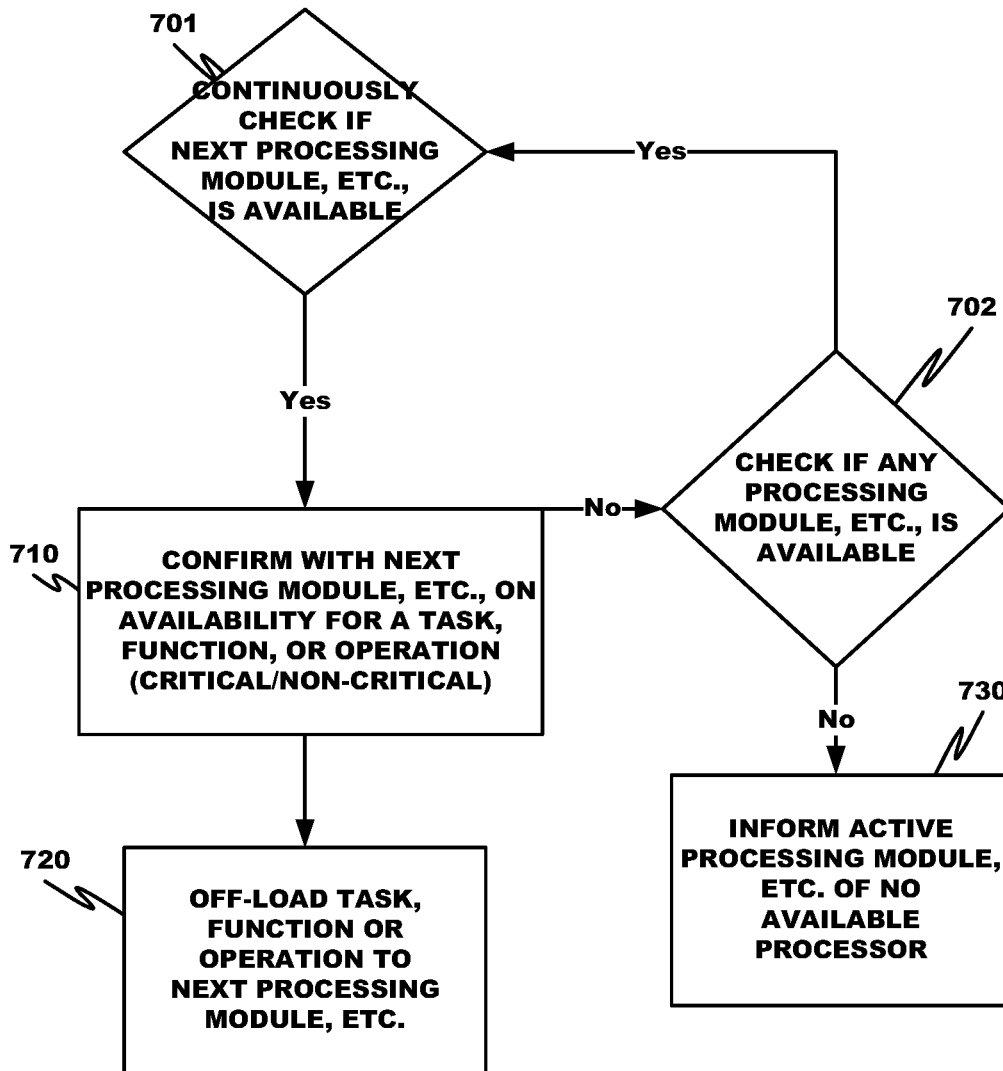 701
CONTINUOUSLY
CHECK IF
NEXT PROCESSING
MODULE, ETC.,
IS AVAILABLE
Yes
702
Yes
CHECK IF ANY
PROCESSING
MODULE, ETC., IS
AVAILABLE
No
710
CONFIRM WITH NEXT
PROCESSING MODULE, ETC., ON
AVAILABILITY FOR A TASK,
FUNCTION, OR OPERATION
(CRITICAL/NON-CRITICAL)
No
730
INFORM ACTIVE
PROCESSING MODULE,
ETC. OF NO
AVAILABLE
PROCESSOR
720
OFF-LOAD TASK,
FUNCTION OR
OPERATION TO
NEXT PROCESSING
MODULE, ETC.